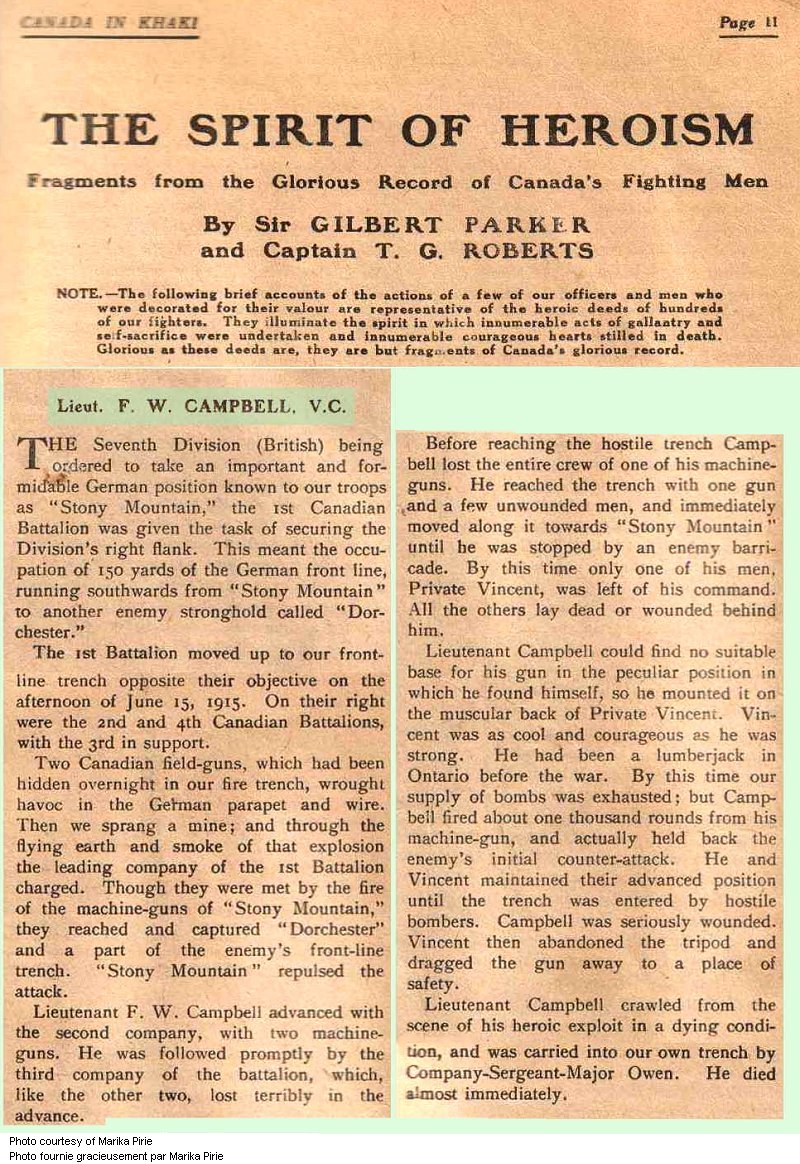 CANADA IN KHAKI
Page 11
THE SPIRIT OF HEROISM
Fragments from the Glorious Record of Canada's Fighting Men
By Sir GILBERT PARKER
and Captain T. G. ROBERTS
NOTE.—The following brief accounts of the actions of a few of our officers and men who
were decorated for their valour are representative of the heroic deeds of hundreds
of our fighters. They illuminate the spirit in which innumerable acts of gallantry and
self-sacrifice were undertaken and innumerable courageous hearts stilled in death.
Glorious as these deeds are, they are but fragments of Canada's glorious record.
Lieut. F. W. CAMPBELL, V.C.
THE Seventh Division (British) being
ordered to take an important and for-
midable German position known to our troops
as "Stony Mountain," the 1st Canadian
Battalion was given the task of securing the
Division's right flank. This meant the occu-
pation of 150 yards of the German front line,
running southwards from "Stony Mountain"
to another enemy stronghold called "Dor-
chester."
The 1st Battalion moved up to our front-
line trench opposite their objective on the
afternoon of June 15, 1915. On their right
were the 2nd and 4th Canadian Battalions,
with the 3rd in support.
Two Canadian field-guns, which had been
hidden overnight in our fire trench, wrought
havoc in the German parapet and wire.
Then we sprang a mine; and through the
flying earth and smoke of that explosion
the leading company of the 1st Battalion
charged. Though they were met by the fire
of the machine-guns of "Stony Mountain,"
they reached and captured "Dorchester"
and a part of the enemy's front-line
trench. "Stony Mountain" repulsed the
attack.
Lieutenant F. W. Campbell advanced with
the second company, with two machine-
guns. He was followed promptly by the
third company of the battalion, which,
like the other two, lost terribly in the
advance.
Before reaching the hostile trench Camp-
bell lost the entire crew of one of his machine-
guns. He reached the trench with one gun
and a few unwounded men, and immediately
moved along it towards "Stony Mountain"
until he was stopped by an enemy barri-
cade. By this time only one of his men,
Private Vincent, was left of his command.
All the others lay dead or wounded behind
him.
Lieutenant Campbell could find no suitable
base for his gun in the peculiar position in
which he found himself, so he mounted it on
the muscular back of Private Vincent. Vin-
cent was as cool and courageous as he was
strong. He had been a lumberjack in
Ontario before the war. By this time our
supply of bombs was exhausted; but Camp-
bell fired about one thousand rounds from his
machine-gun, and actually held back the
enemy's initial counter-attack. He and
Vincent maintained their advanced position
until the trench was entered by hostile
bombers. Campbell was seriously wounded.
Vincent then abandoned the tripod and
dragged the gun away to a place of
safety.
Lieutenant Campbell crawled from the
scene of his heroic exploit in a dying condi-
tion, and was carried into our own trench by
Company-Sergeant-Major Owen. He died
almost immediately.
Photo courtesy of Marika Pirie
Photo fournie gracieusement par Marika Pirie